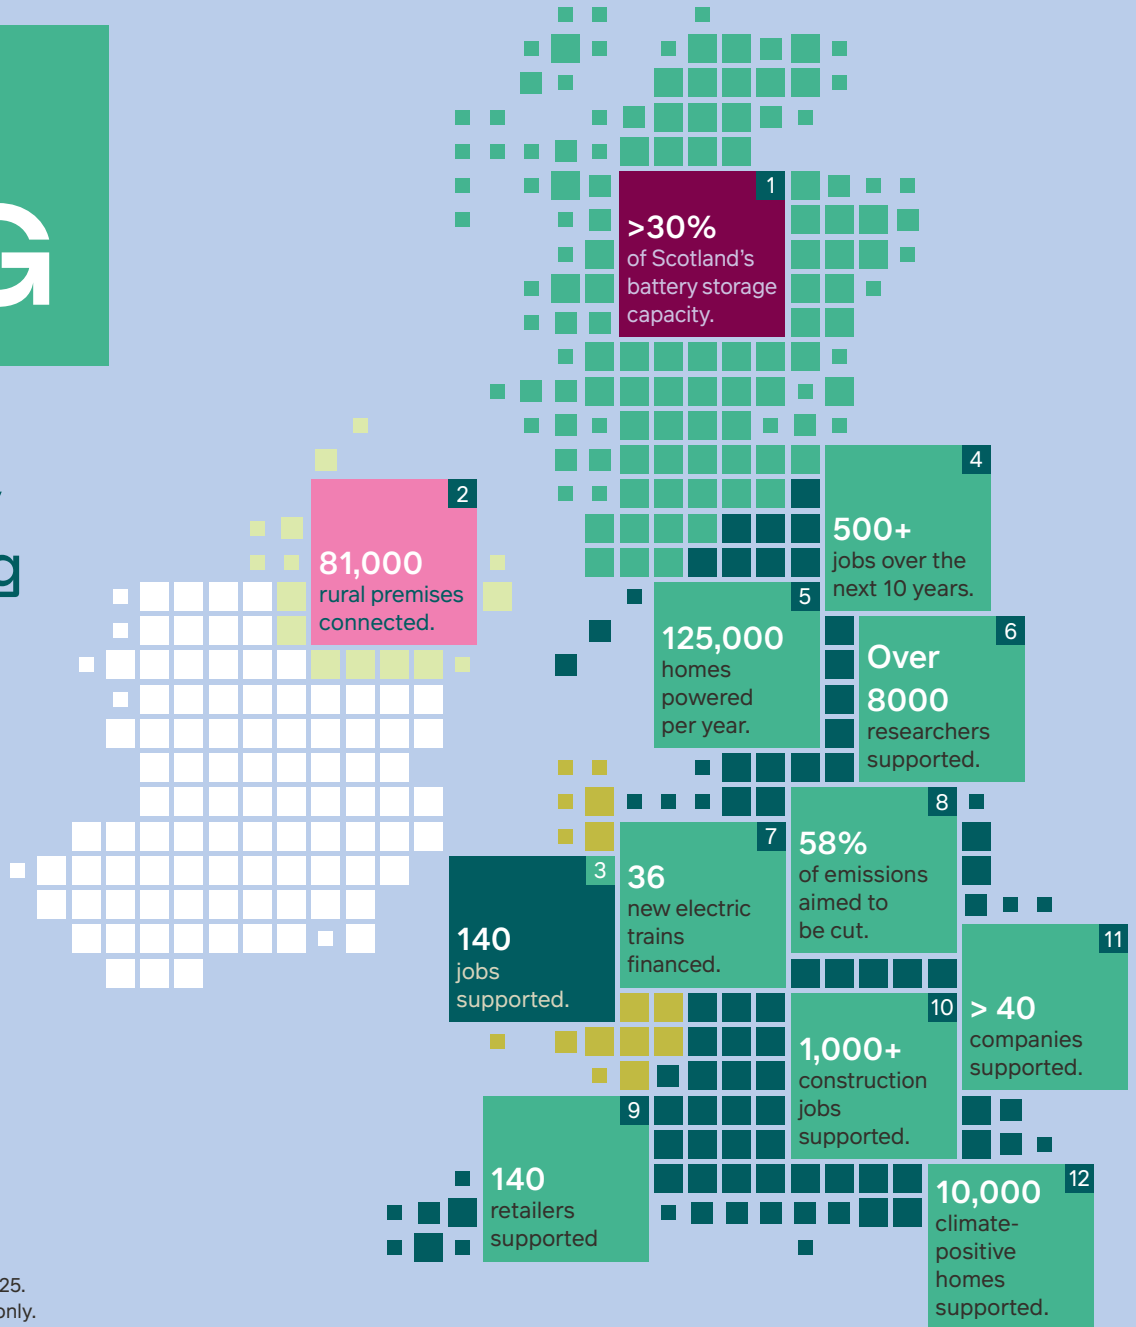 G
g
1
>30%
of Scotland's
battery storage
capacity.
2
81,000
rural premises
connected.
4
500+
jobs over the
next 10 years.
5
125,000
homes
powered
per year.
6
Over
8000
researchers
supported.
3
140
jobs
supported.
7
36
new electric
trains
financed.
8
58%
of emissions
aimed to
be cut.
9
140
retailers
supported
10
1,000+
construction
jobs
supported.
11
> 40
companies
supported.
12
10,000
climate-
positive
homes
supported.
25.
only.